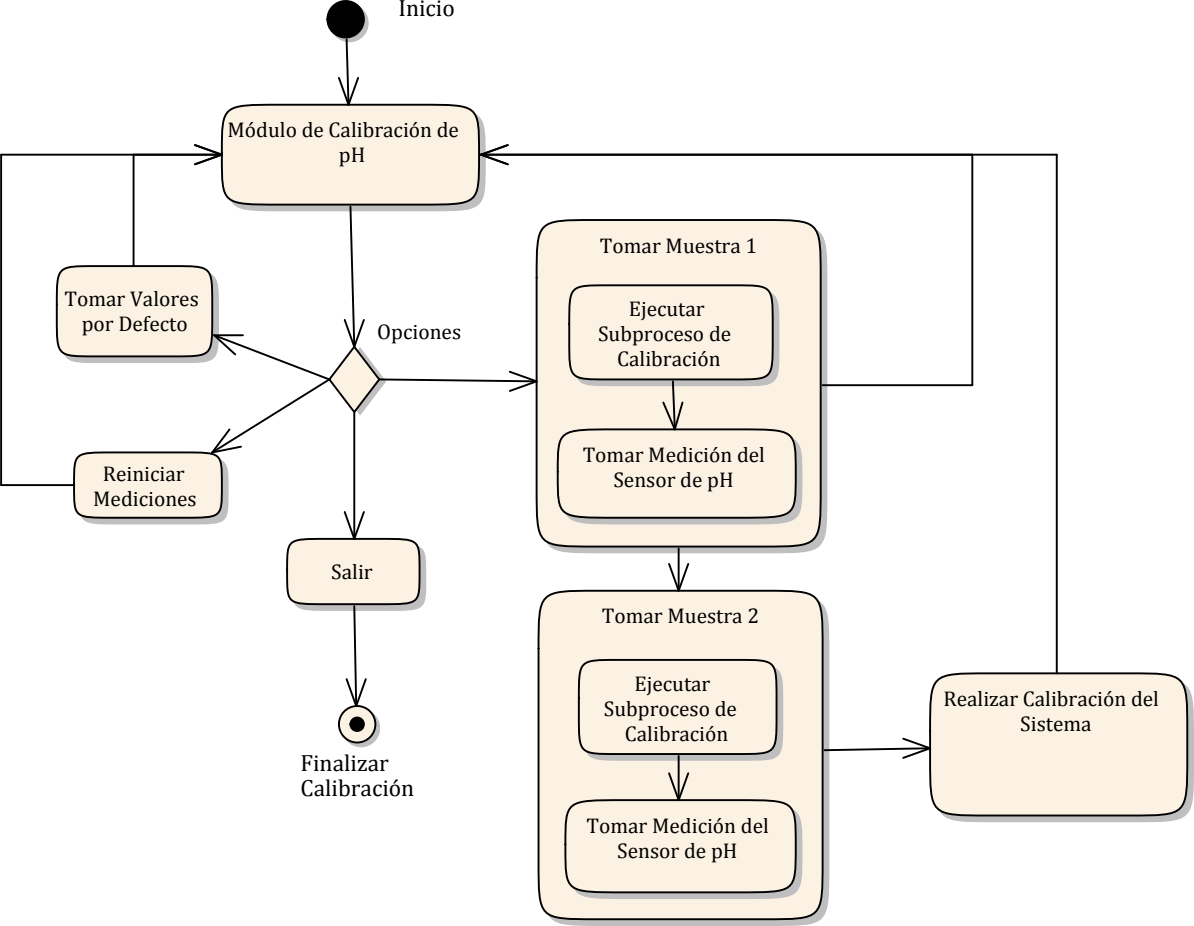 Inicio
Módulo de Calibración de
pH
Tomar Muestra 1
Tomar Valores
por Defecto
Opciones
Ejecutar
Subproceso de
Calibración
Tomar Medición del
Sensor de pH
Reiniciar
Mediciones
Salir
Tomar Muestra 2
Ejecutar
Subproceso de
Calibración
Realizar Calibración del
Sistema
Finalizar
Calibración
Tomar Medición del
Sensor de pH